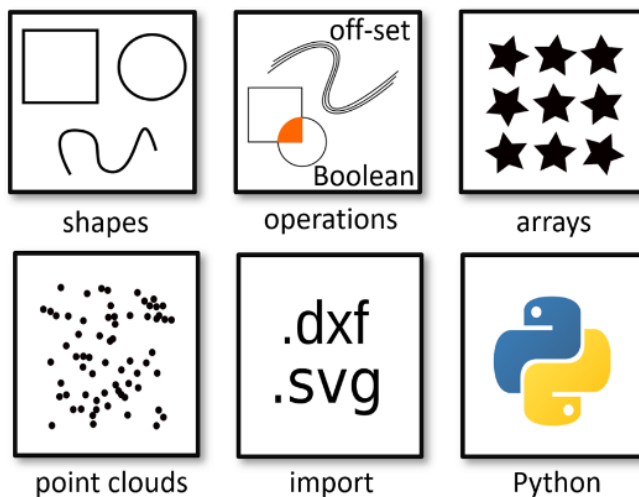 off-set
Boolean
shapes
operations
arrays
.dxf
.svg
point clouds
import
Python